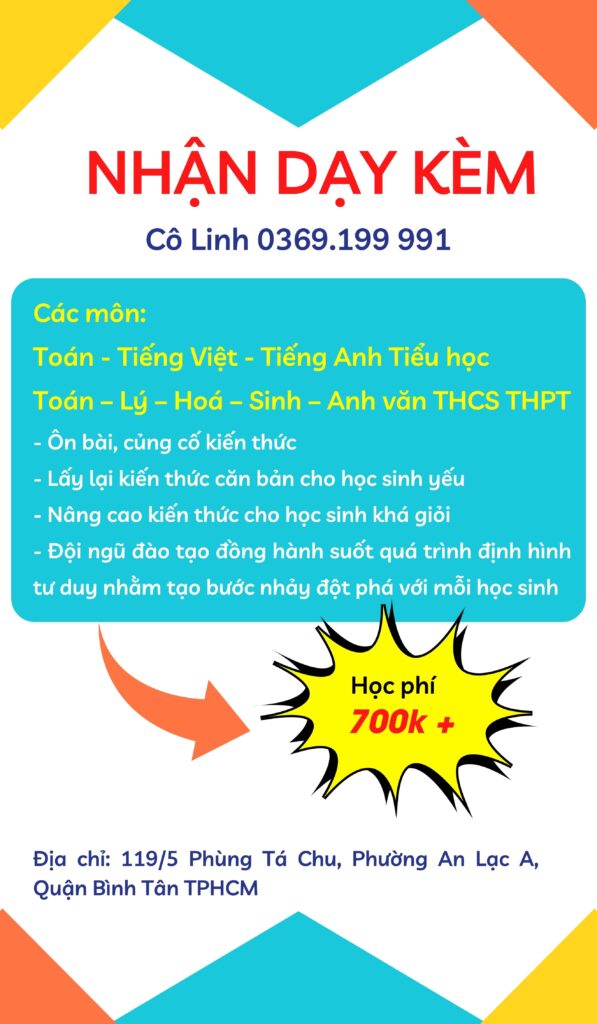 NHẬN DẠY KÈM
Cô Linh 0369.199 991
Các môn:
Toán - Tiếng Việt - Tiếng Anh Tiểu học
Toán – Lý – Hoá – Sinh – Anh văn THCS THPT
- Ôn bài, củng cố kiến thức
- Lấy lại kiến thức căn bản cho học sinh yếu
- Nâng cao kiến thức cho học sinh khá giỏi
- Đội ngũ đào tạo đồng hành suốt quá trình định hình
tư duy nhằm tạo bước nhảy đột phá với mỗi học sinh
Học phí
700k +
Địa chỉ: 119/5 Phùng Tá Chu, Phường An Lạc A,
Quận Bình Tân TPHCM